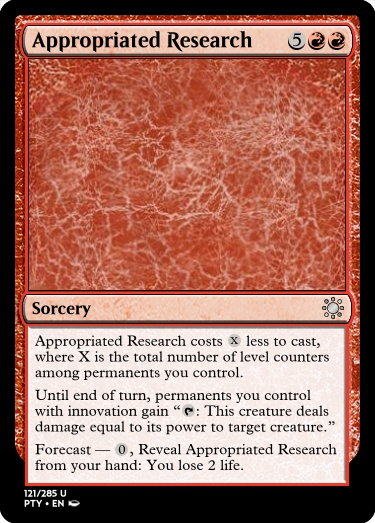 Appropriated Research 5
Sorcery
Appropriated Research costs X less to cast,
where X is the total number of level counters
among permanents you control.
Until end of turn, permanents you control
with innovation gain “: This creature deals
damage equal to its power to target creature.”
Forecast — 0, Reveal Appropriated Research
from your hand: You lose 2 life.
121/285 U
PTY • EN